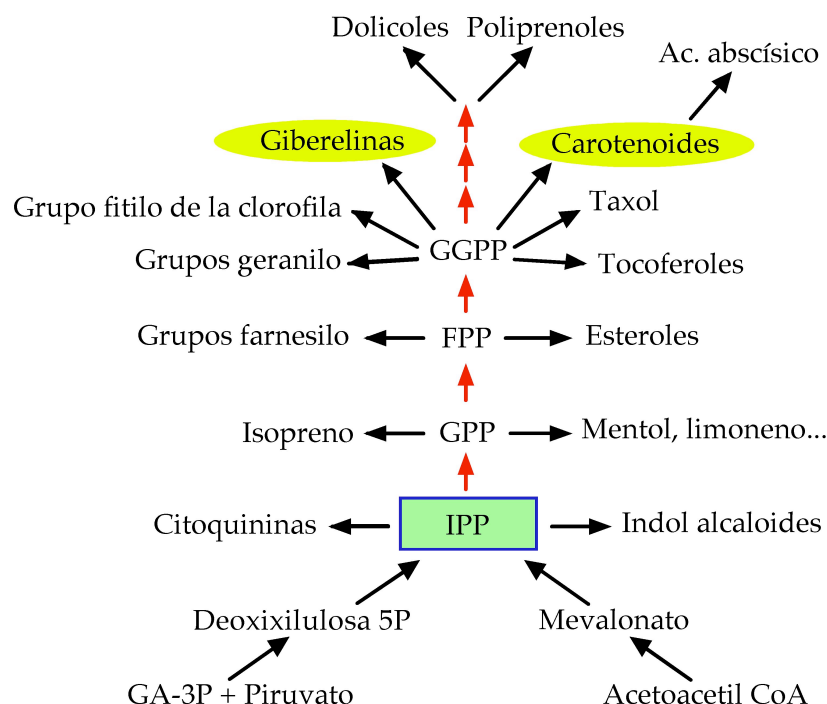 Dolicoles Poliprenoles
Ac. abscísico
Giberelinas Carotenoides
Grupo fitilo de la clorofila Taxol
GGPP
Grupos geranilo Tocoferoles
Grupos farnesilo FPP Esteroles
Isopreno GPP Mentol, limoneno...
Citoquininas IPP Indol alcaloides
Deoxixilulosa 5P Mevalonato
GA-3P + Piruvato Acetoacetil CoA